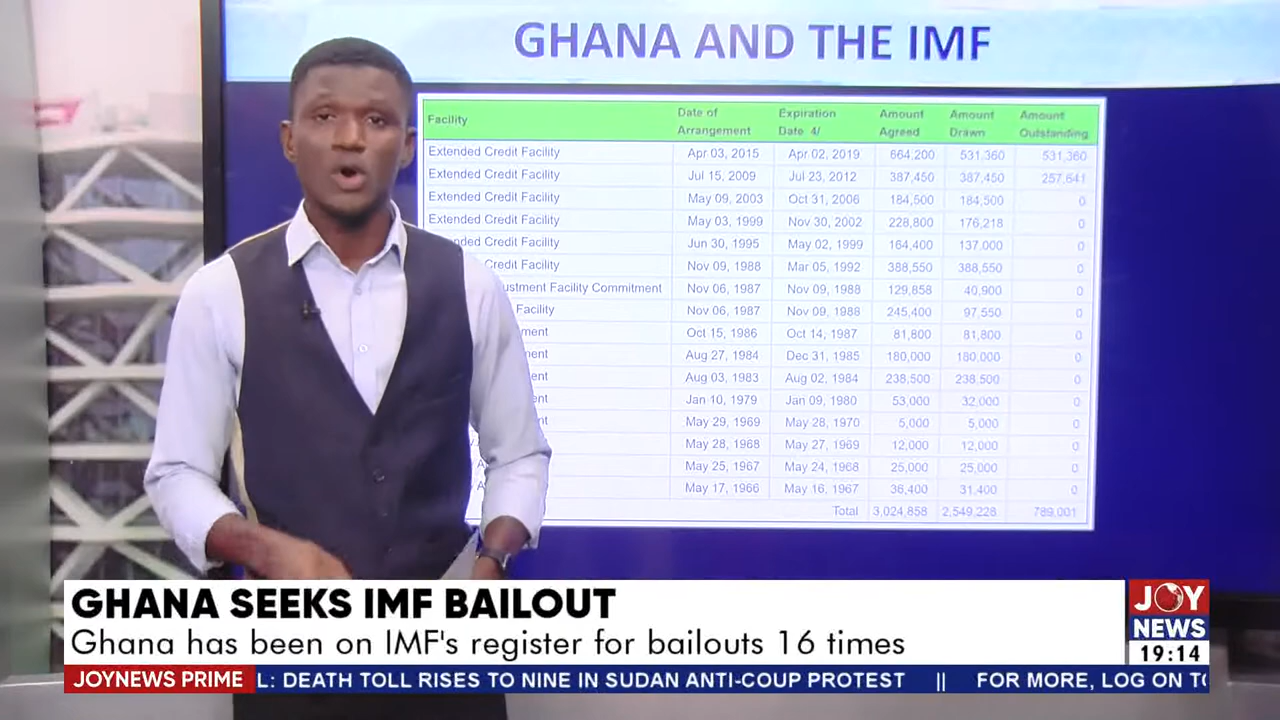 GHANA AND THE IMF
Facility Date of Arrangement Expiration Date 4/ Amount Agreed Amount Drawn Amount Outstanding
Extended Credit Facility Apr 03, 2015 Apr 02, 2019 664,200 531,360 531,360
Extended Credit Facility Jul 15, 2009 Jul 23, 2012 387,450 387,450 257,641
Extended Credit Facility May 09, 2003 Oct 31, 2006 184,500 184,500 0
Extended Credit Facility May 03, 1999 Nov 30, 2002 228,800 176,218 0
nded Credit Facility Jun 30, 1995 May 02, 1999 164,400 137,000 0
Credit Facility Nov 09, 1988 Mar 05, 1992 388,550 388,550 0
ustment Facility Commitment Nov 06, 1987 Nov 09, 1988 129,858 40,900 0
Facility Nov 06, 1987 Nov 09, 1988 245,400 97,550 0
ment Oct 15, 1986 Oct 14, 1987 81,800 81,800 0
ent Aug 27, 1984 Dec 31, 1985 180,000 180,000 0
ent Aug 03, 1983 Aug 02, 1984 238,500 238,500 0
ent Jan 10, 1979 Jan 09, 1980 53,000 32,000 0
nt May 29, 1969 May 28, 1970 5,000 5,000 0
May 28, 1968 May 27, 1969 12,000 12,000 0
May 25, 1967 May 24, 1968 25,000 25,000 0
May 17, 1966 May 16, 1967 36,400 31,400 0
Total 3,024,858 2,549,228 789,001
GHANA SEEKS IMF BAILOUT
Ghana has been on IMF's register for bailouts 16 times
JOY
NEWS
19:14
JOYNEWS PRIME L: DEATH TOLL RISES TO NINE IN SUDAN ANTI-COUP PROTEST || FOR MORE, LOG ON TO